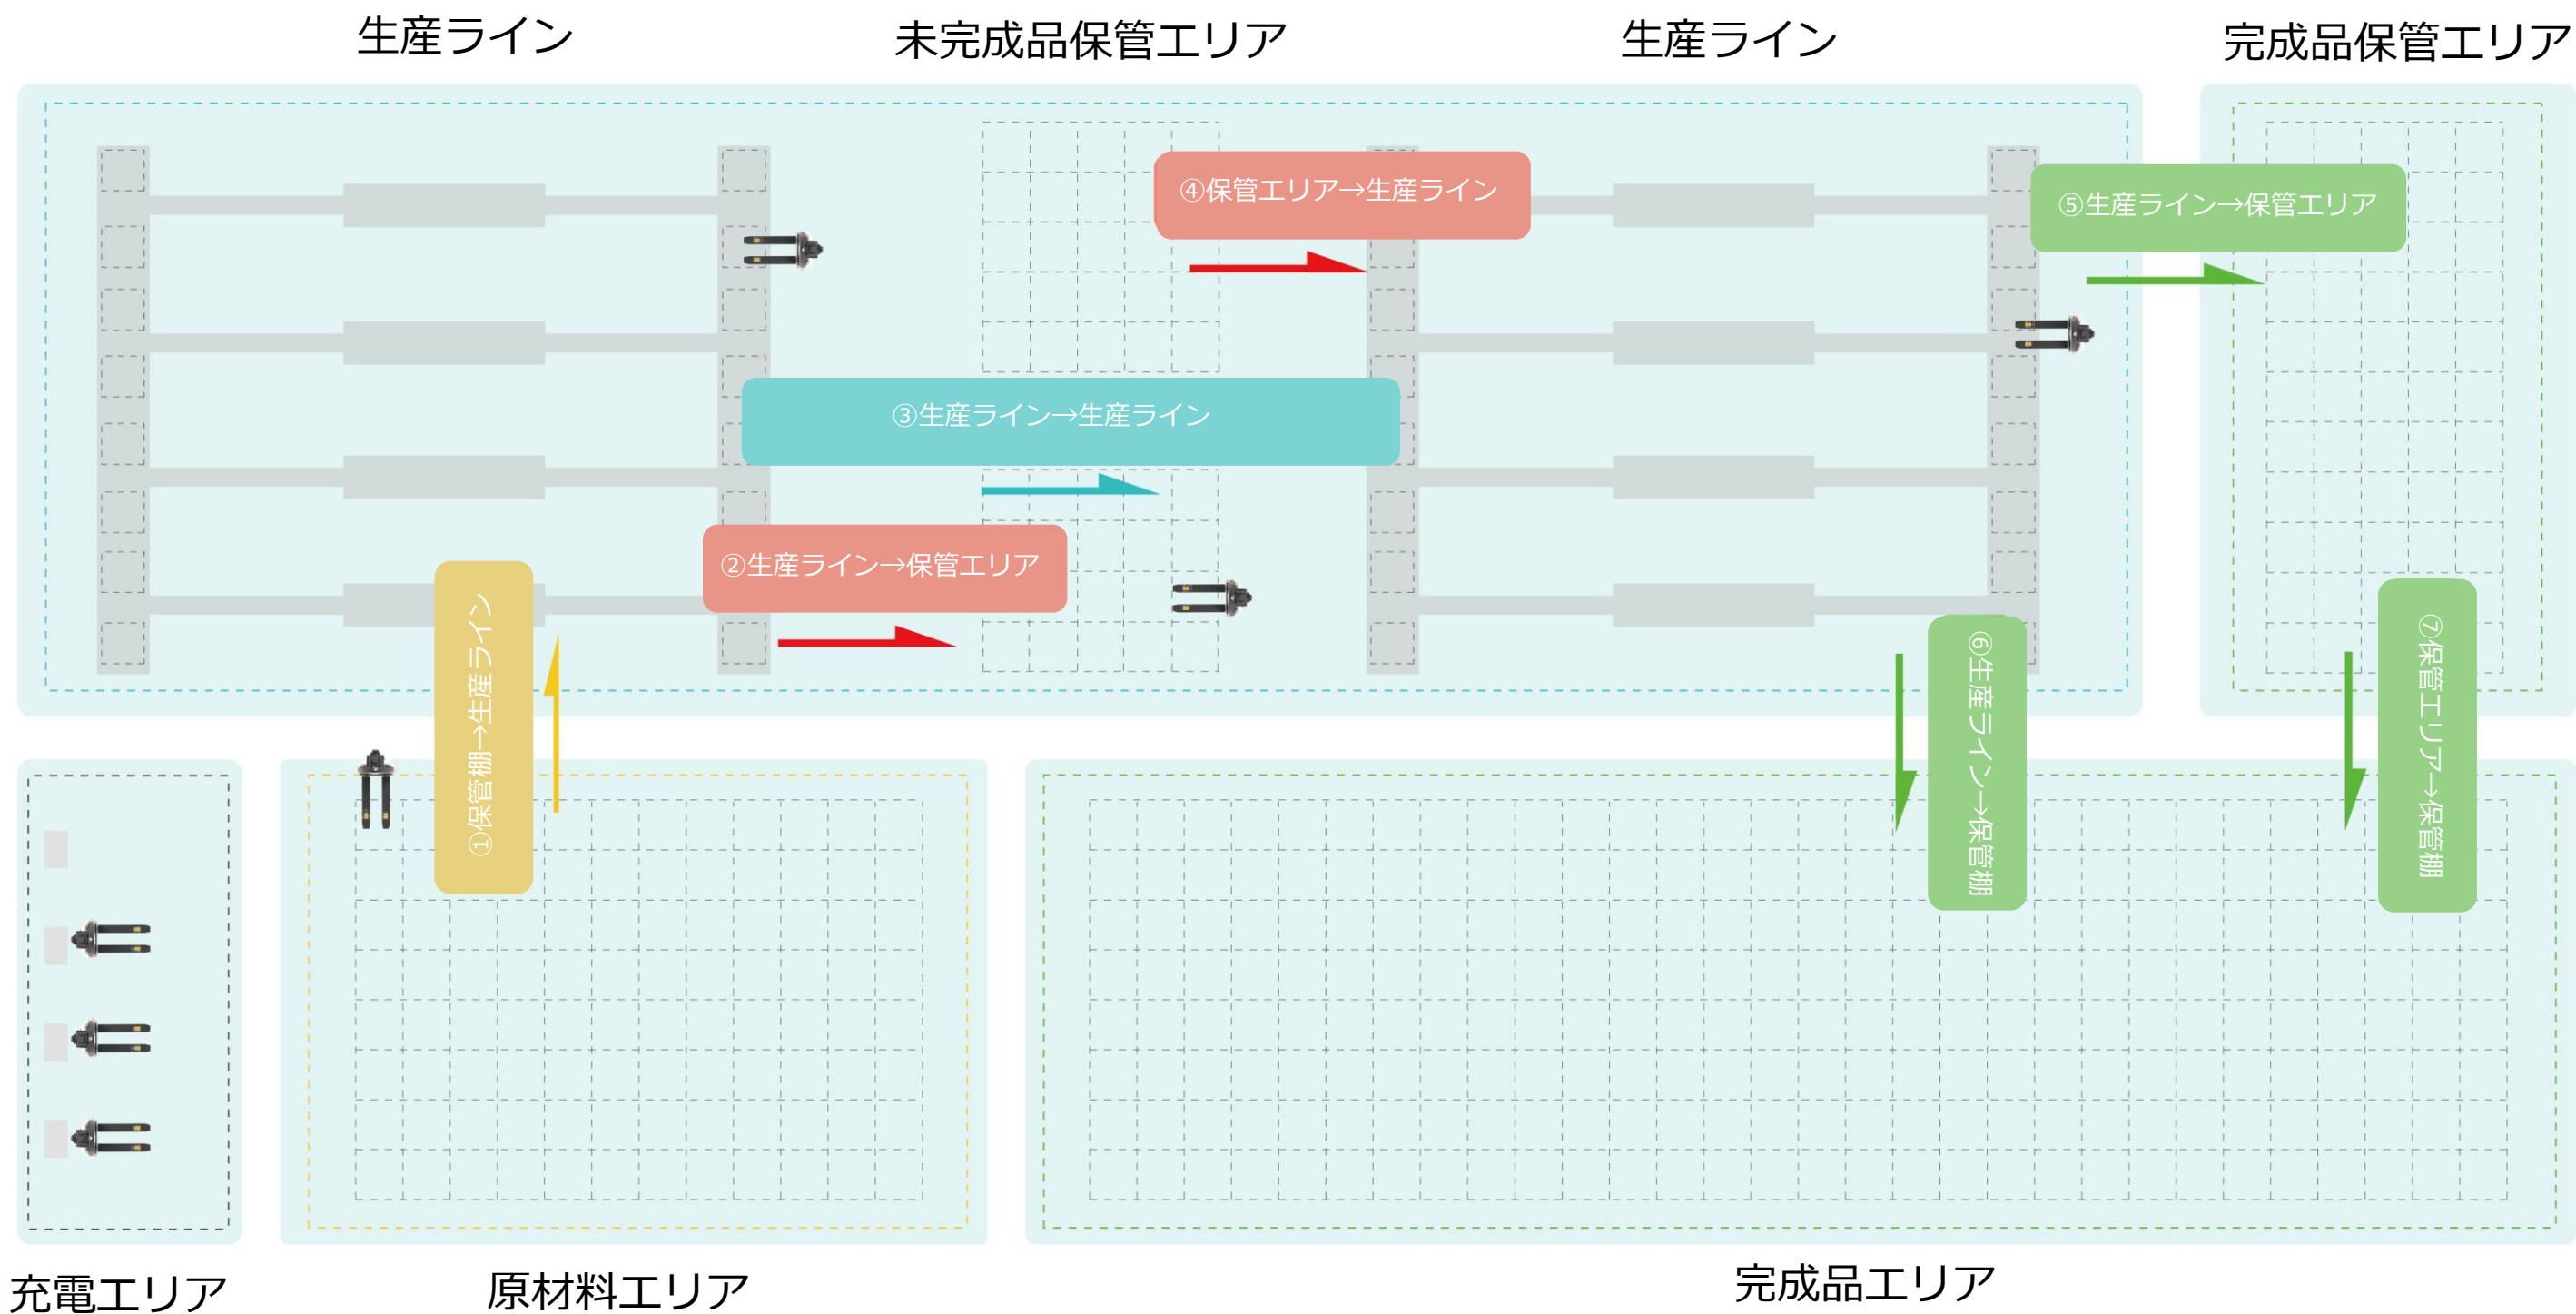 生産ライン
未完成品保管エリア
生産ライン
完成品保管エリア
④保管エリア→生産ライン
⑤生産ライン→保管エリア
③生産ライン→生産ライン
②生産ライン→保管エリア
①保管棚→生産ライン
⑥生産ライン→保管棚
⑦保管エリア→保管棚
充電エリア
原材料エリア
完成品エリア